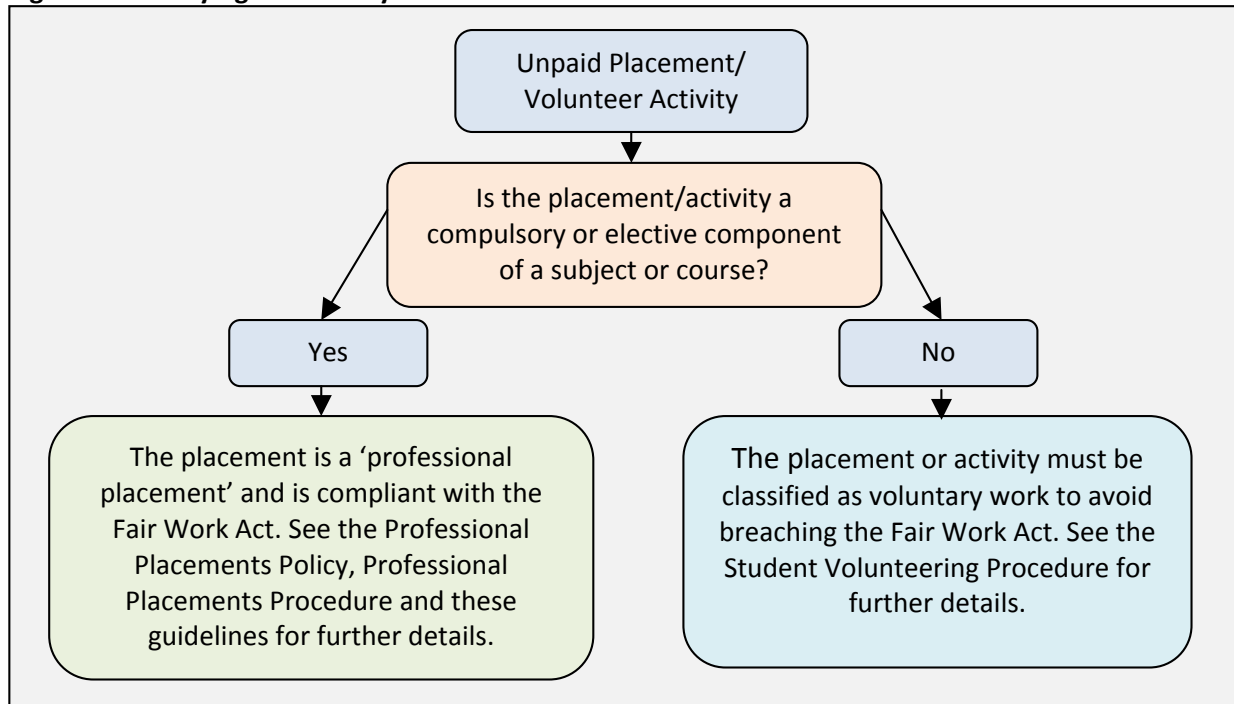 Unpaid Placement/
Volunteer Activity
Is the placement/activity a
compulsory or elective component
of a subject or course?
Yes
No
The placement is a ‘professional
placement’ and is compliant with the
Fair Work Act. See the Professional
Placements Policy, Professional
Placements Procedure and these
guidelines for further details.
The placement or activity must be
classified as voluntary work to avoid
breaching the Fair Work Act. See the
Student Volunteering Procedure for
further details.